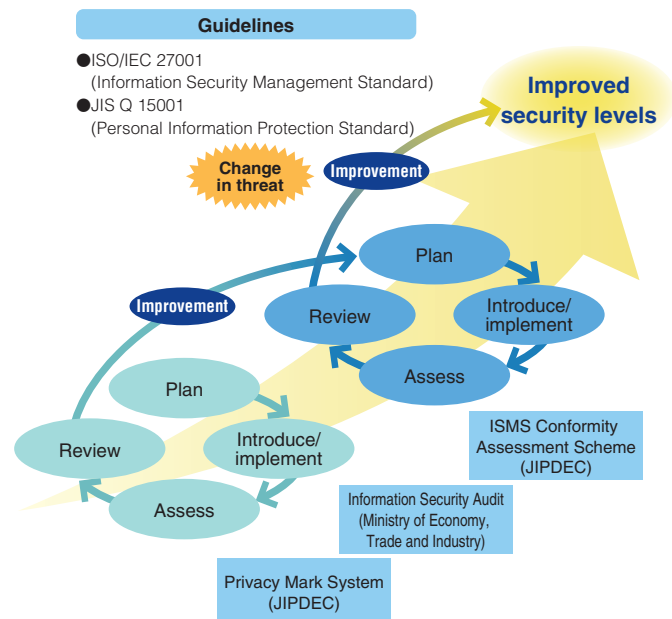 Guidelines
●ISO/IEC 27001
(Information Security Management Standard)
●JIS Q 15001
(Personal Information Protection Standard)
Improved
security levels
Change
in threat
Improvement
Plan
Introduce/
implement
Assess
Review
Improvement
Plan
Introduce/
implement
Assess
Review
ISMS Conformity
Assessment Scheme
(JIPDEC)
Information Security Audit
(Ministry of Economy,
Trade and Industry)
Privacy Mark System
(JIPDEC)